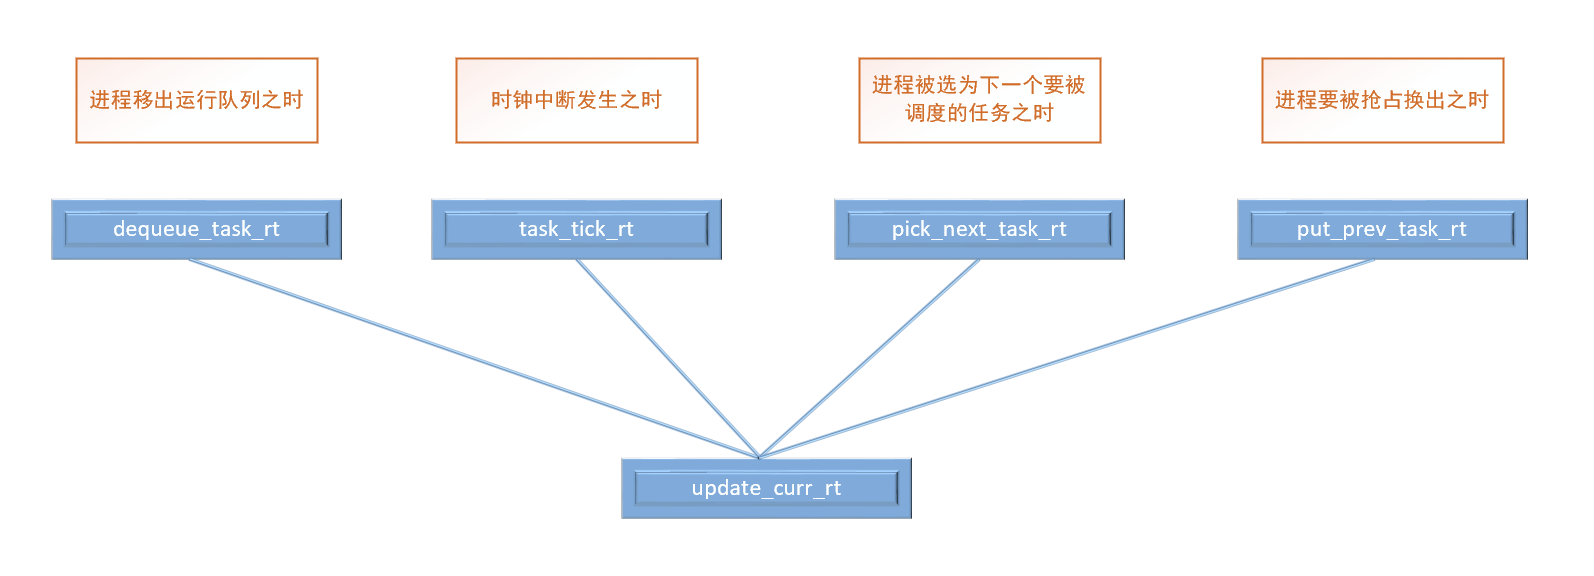 进程移出运行队列之时
时钟中断发生之时
进程被选为下一个要被
调度的任务之时
进程要被抢占换出之时
dequeue_task_rt
task_tick_rt
pick_next_task_rt
put_prev_task_rt
update_curr_rt